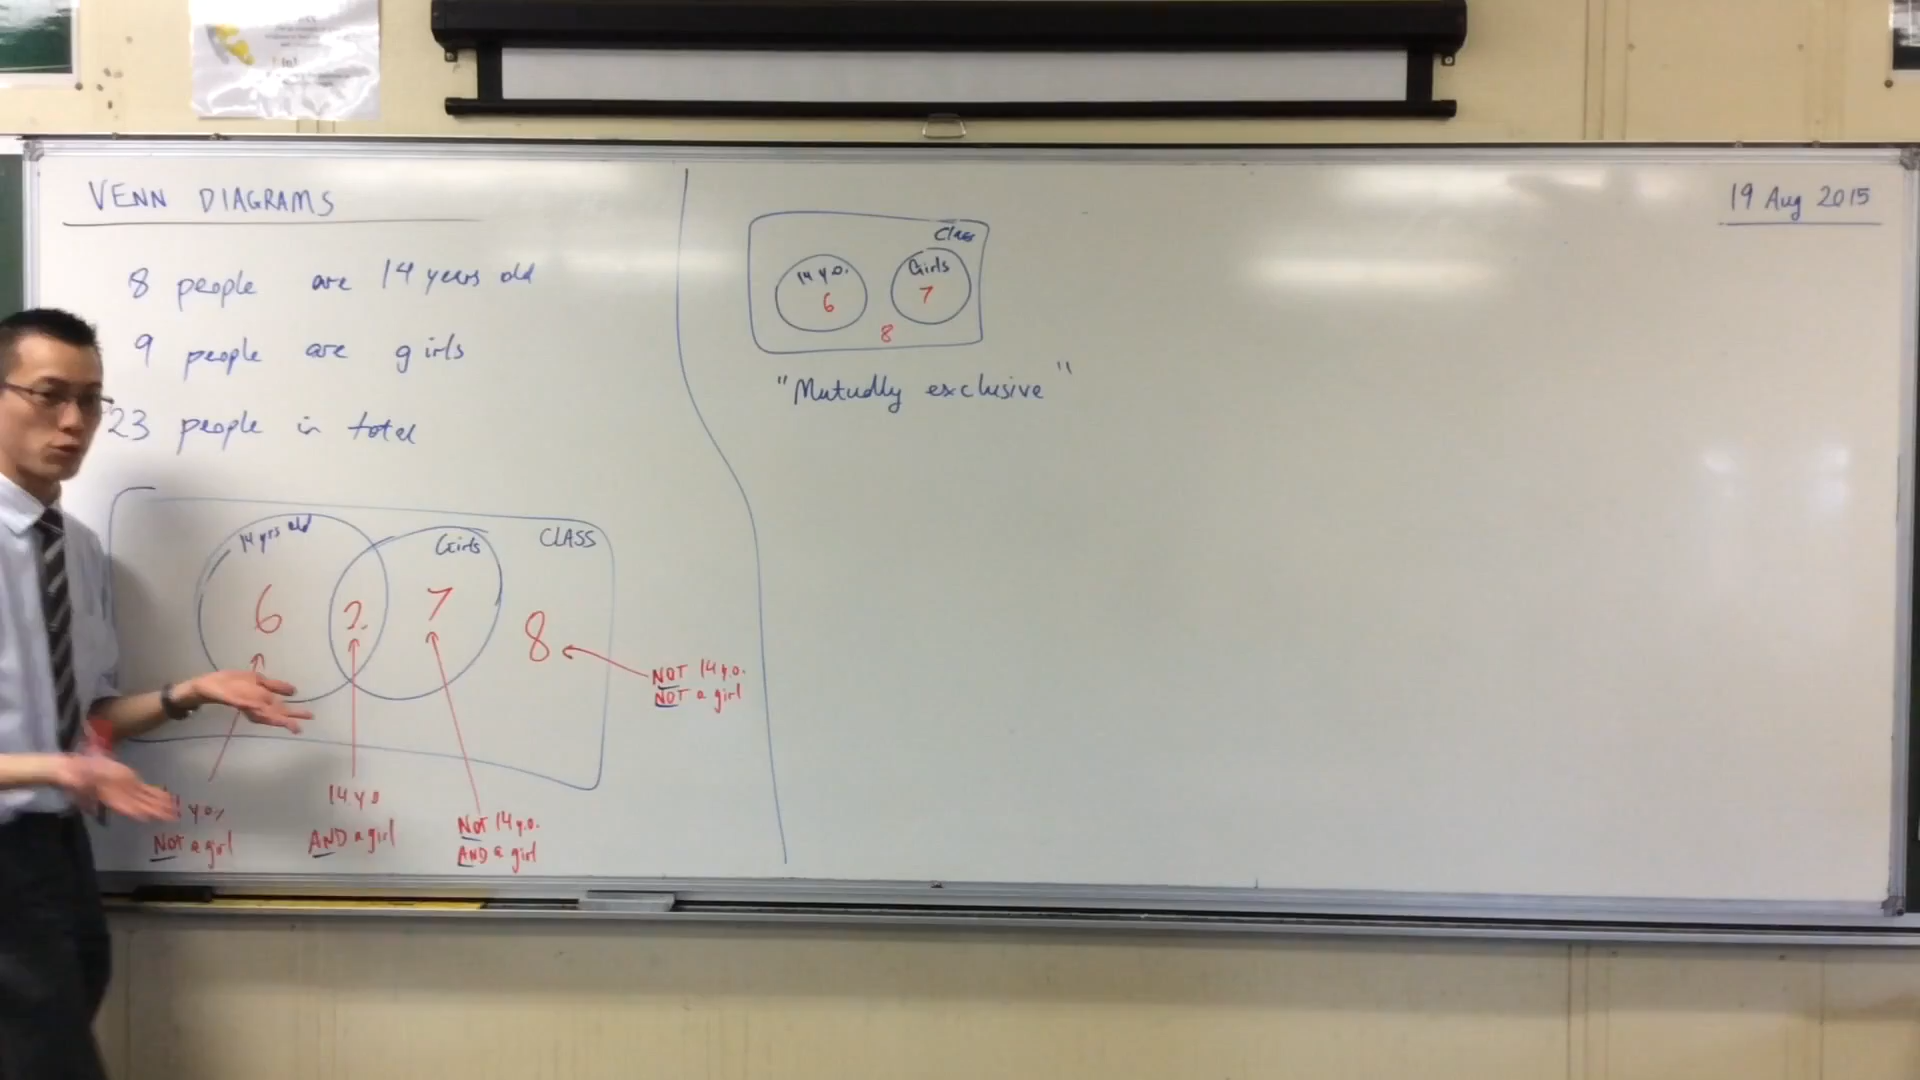 VENN DIAGRAMS
8 people are 14 years old
9 people are girls
23 people in total
14 yrs old
Girls
CLASS
6
2
7
8
NOT 14 y.o.
NOT a girl
y.o.
NOT a girl
14 y.o
AND a girl
NOT 14 y.o.
AND a girl
Class
14 y.o.
6
Girls
7
8
"Mutually exclusive"
19 Aug 2015